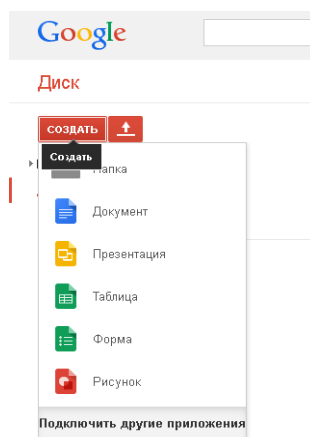 Google
Диск
СОЗДАТЬ
Создать
Папка
Документ
Презентация
Таблица
Форма
Рисунок
Подключить другие приложения